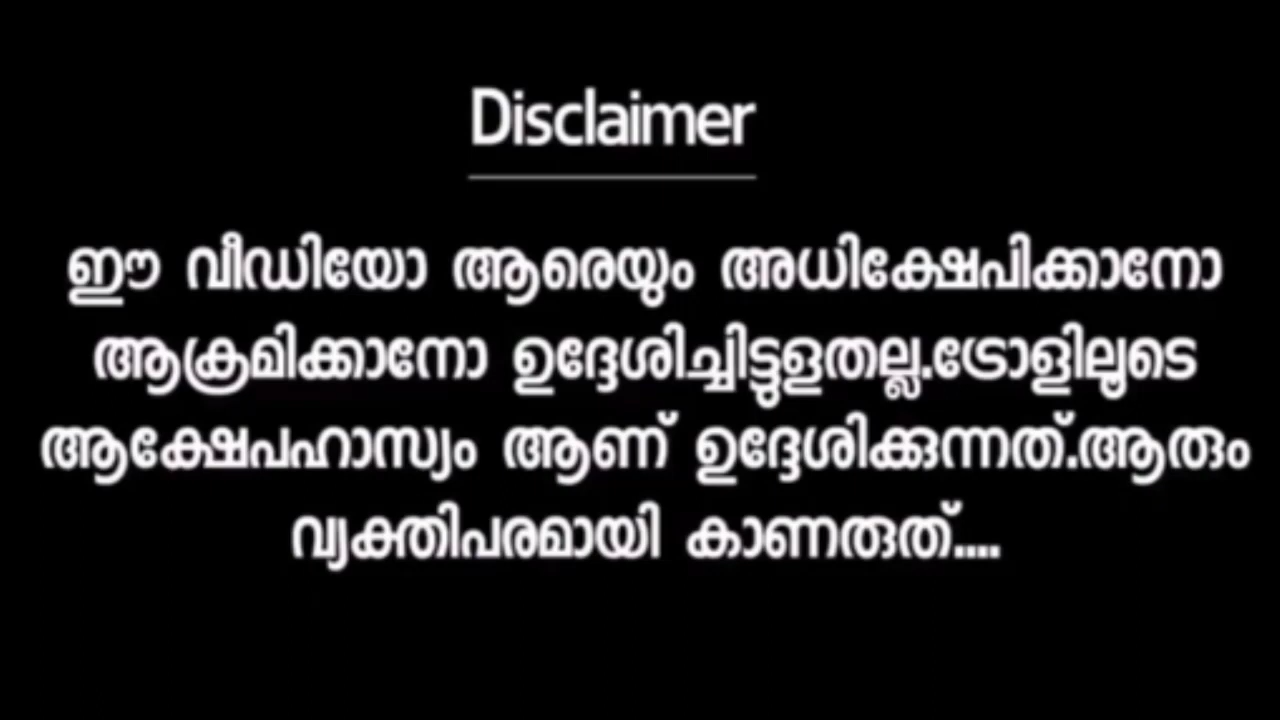 Disclaimer
ഈ വീഡിയോ ആരെയും അധിക്ഷേപിക്കാനോ
ആക്രമിക്കാനോ ഉദ്ദേശിച്ചിട്ടുളതല്ല.ട്രോളിലൂടെ
ആക്ഷേപഹാസ്യം ആണ് ഉദ്ദേശിക്കുന്നത്.ആരും
വ്യക്തിപരമായി കാണരുത്....